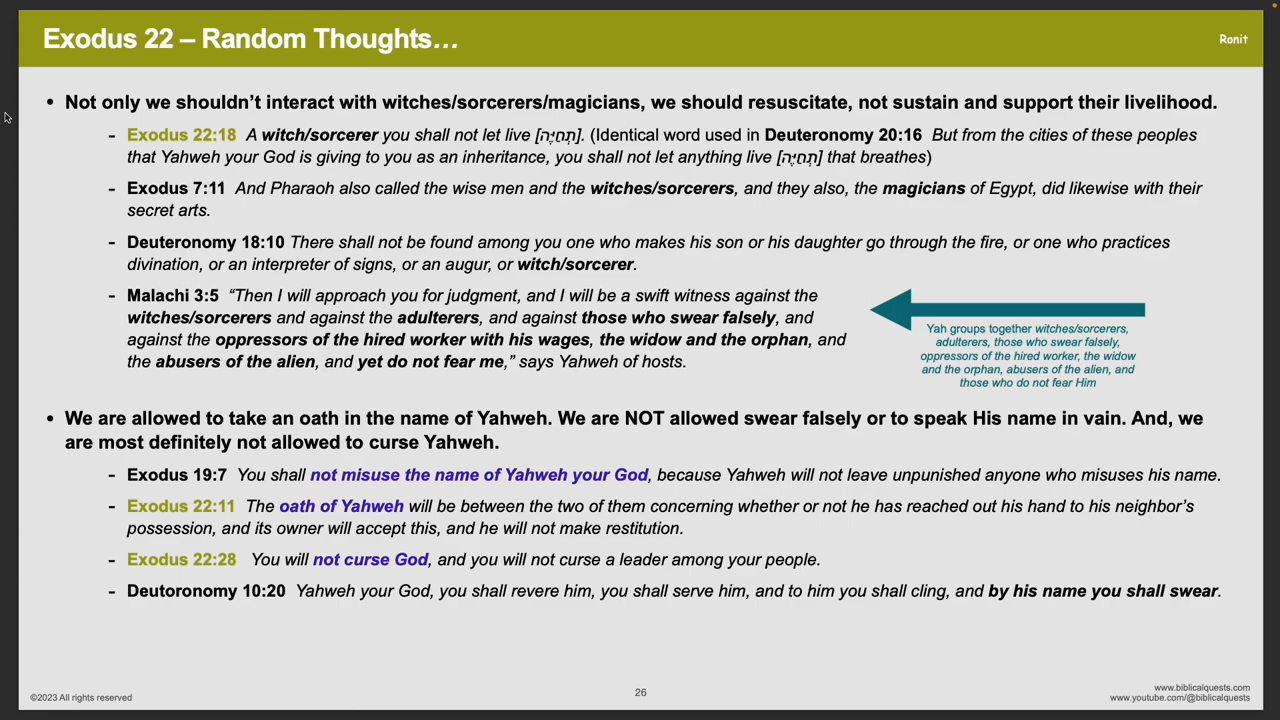 Exodus 22 – Random Thoughts…
Ronit
• Not only we shouldn’t interact with witches/sorcerers/magicians, we should resuscitate, not sustain and support their livelihood.
- Exodus 22:18 A witch/sorcerer you shall not let live [תְחַיֶּה]. (Identical word used in Deuteronomy 20:16 But from the cities of these peoples
that Yahweh your God is giving to you as an inheritance, you shall not let anything live [תְחַיֶּה] that breathes)
- Exodus 7:11 And Pharaoh also called the wise men and the witches/sorcerers, and they also, the magicians of Egypt, did likewise with their
secret arts.
- Deuteronomy 18:10 There shall not be found among you one who makes his son or his daughter go through the fire, or one who practices
divination, or an interpreter of signs, or an augur, or witch/sorcerer.
- Malachi 3:5 “Then I will approach you for judgment, and I will be a swift witness against the
witches/sorcerers and against the adulterers, and against those who swear falsely, and
against the oppressors of the hired worker with his wages, the widow and the orphan, and
the abusers of the alien, and yet do not fear me,” says Yahweh of hosts.
Yah groups together witches/sorcerers,
adulterers, those who swear falsely,
oppressors of the hired worker, the widow
and the orphan, abusers of the alien, and
those who do not fear Him
• We are allowed to take an oath in the name of Yahweh. We are NOT allowed swear falsely or to speak His name in vain. And, we
are most definitely not allowed to curse Yahweh.
- Exodus 19:7 You shall not misuse the name of Yahweh your God, because Yahweh will not leave unpunished anyone who misuses his name.
- Exodus 22:11 The oath of Yahweh will be between the two of them concerning whether or not he has reached out his hand to his neighbor’s
possession, and its owner will accept this, and he will not make restitution.
- Exodus 22:28 You will not curse God, and you will not curse a leader among your people.
- Deutoronomy 10:20 Yahweh your God, you shall revere him, you shall serve him, and to him you shall cling, and by his name you shall swear.
©2023 All rights reserved
26
www.biblicalquests.com
www.youtube.com/@biblicalquests